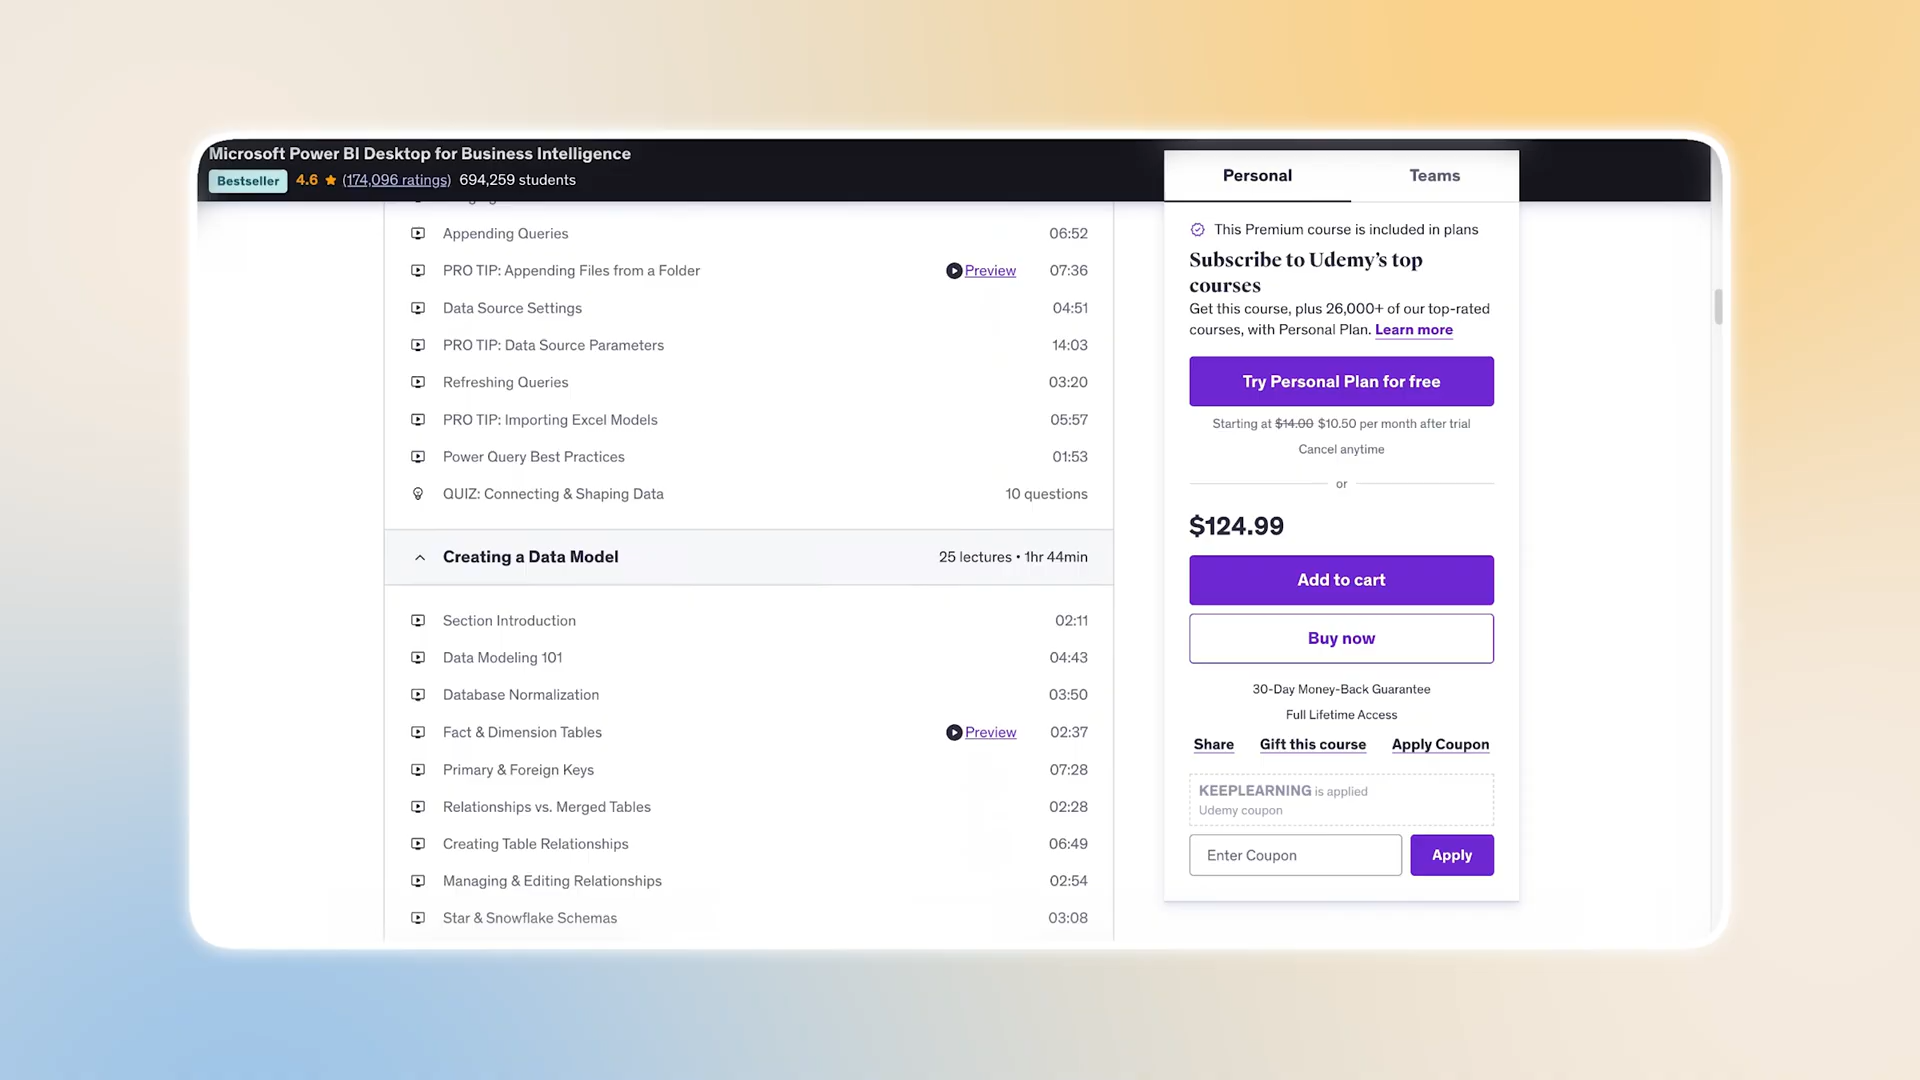 Microsoft Power BI Desktop for Business Intelligence
Bestseller 4.6 (174,096 ratings) 694,259 students
Appending Queries 06:52
PRO TIP: Appending Files from a Folder Preview 07:36
Data Source Settings 04:51
PRO TIP: Data Source Parameters 14:03
Refreshing Queries 03:20
PRO TIP: Importing Excel Models 05:57
Power Query Best Practices 01:53
QUIZ: Connecting & Shaping Data 10 questions
Creating a Data Model 25 lectures • 1hr 44min
Section Introduction 02:11
Data Modeling 101 04:43
Database Normalization 03:50
Fact & Dimension Tables Preview 02:37
Primary & Foreign Keys 07:28
Relationships vs. Merged Tables 02:28
Creating Table Relationships 06:49
Managing & Editing Relationships 02:54
Star & Snowflake Schemas 03:08
Personal Teams
This Premium course is included in plans
Subscribe to Udemy's top
courses
Get this course, plus 26,000+ of our top-rated
courses, with Personal Plan. Learn more
Try Personal Plan for free
Starting at $14.00 $10.50 per month after trial
Cancel anytime
or
$124.99
Add to cart
Buy now
30-Day Money-Back Guarantee
Full Lifetime Access
Share Gift this course Apply Coupon
KEEPLEARNING is applied
Udemy coupon
Enter Coupon Apply